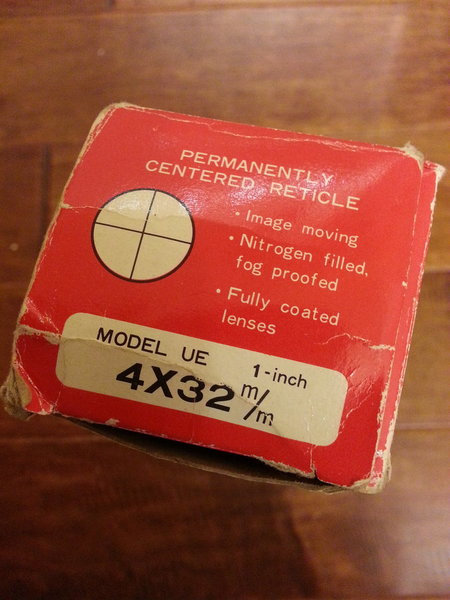 PERMANENTLY
CENTERED RETICLE
• Image moving
• Nitrogen filled,
fog proofed
• Fully coated
lenses
MODEL UE 1-inch
4X32 m/m